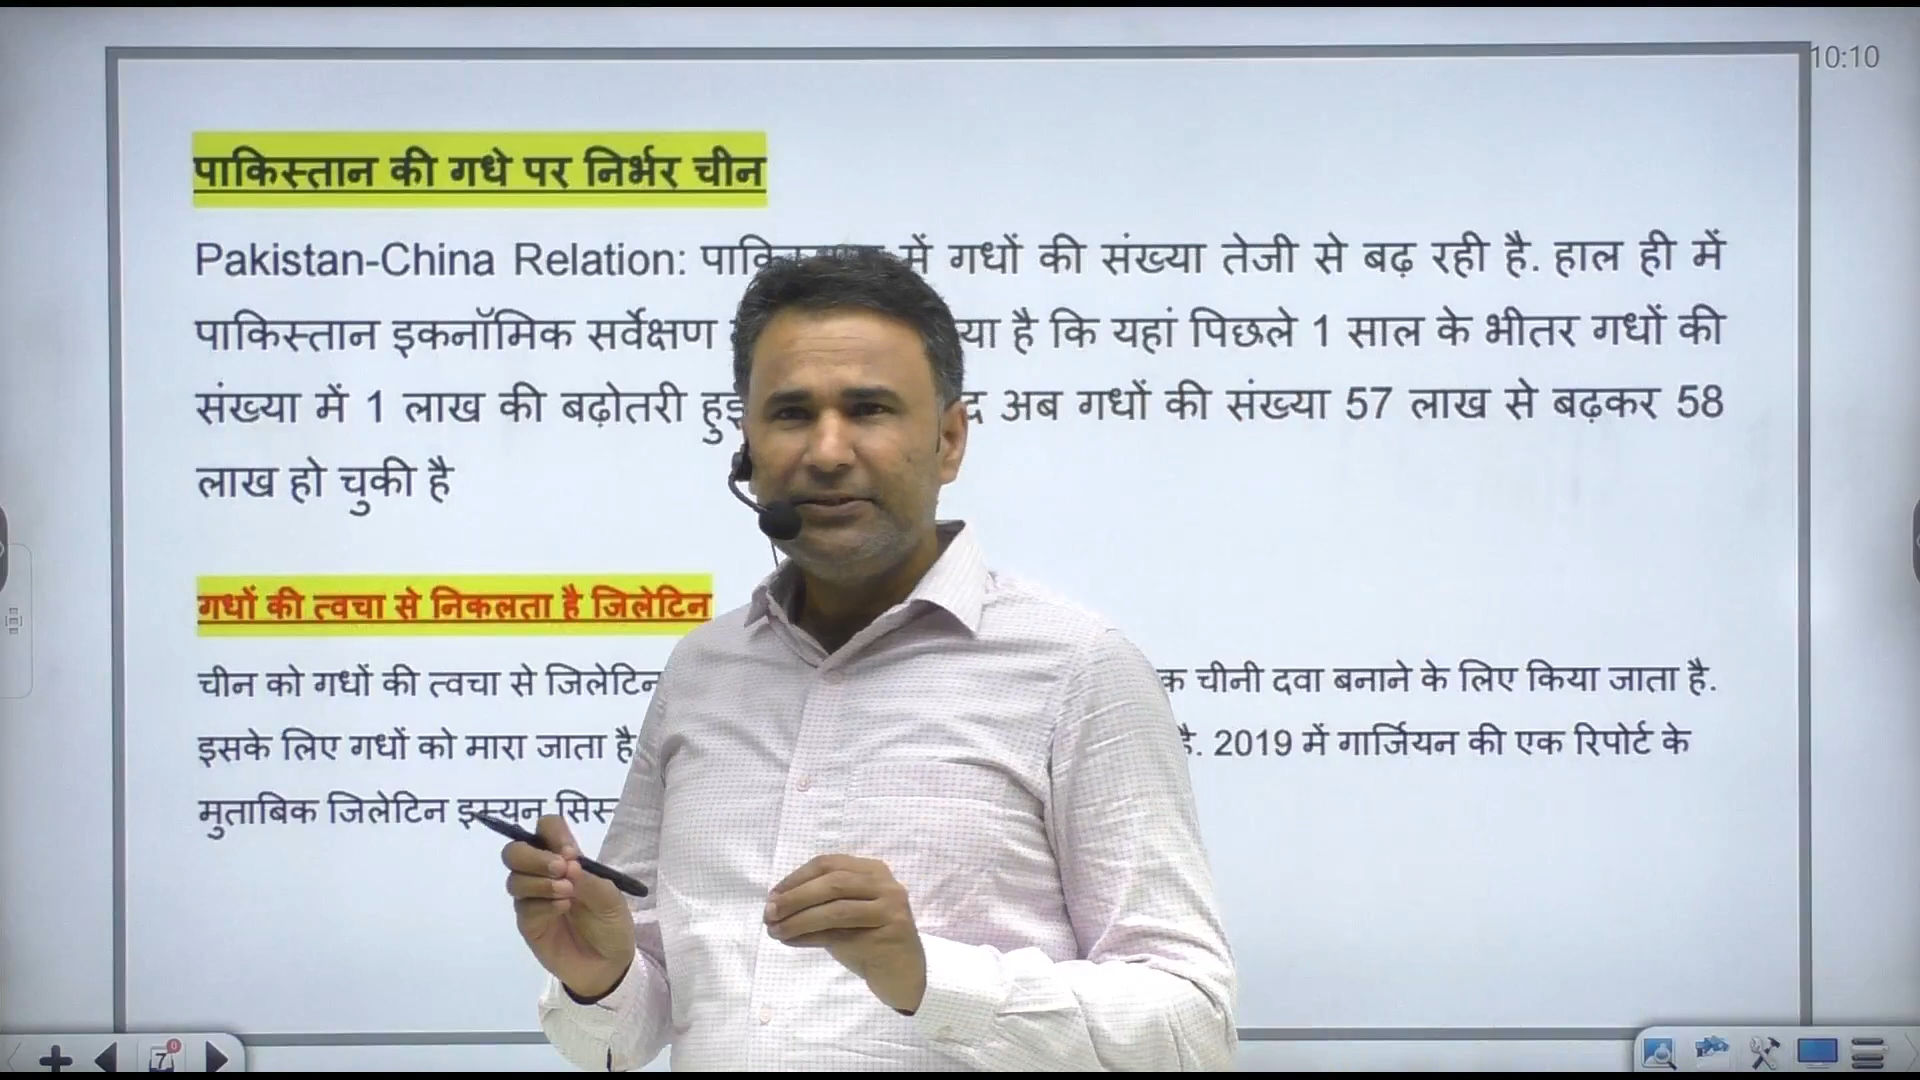 10:10
पाकिस्तान की गधे पर निर्भर चीन
Pakistan-China Relation: में गधों की संख्या तेजी से बढ़ रही है. हाल ही में
पाकिस्तान इकनॉमिक सर्वेक्षण है कि यहां पिछले 1 साल के भीतर गधों की
संख्या में 1 लाख की बढ़ोतरी अब गधों की संख्या 57 लाख से बढ़कर 58
लाख हो चुकी है
गधों की त्वचा से निकलता है जिलेटिन
चीन को गधों की त्वचा से जिलेटिन चीनी दवा बनाने के लिए किया जाता है.
इसके लिए गधों को मारा जाता है है. 2019 में गार्जियन की एक रिपोर्ट के
मुताबिक जिलेटिन
7
0